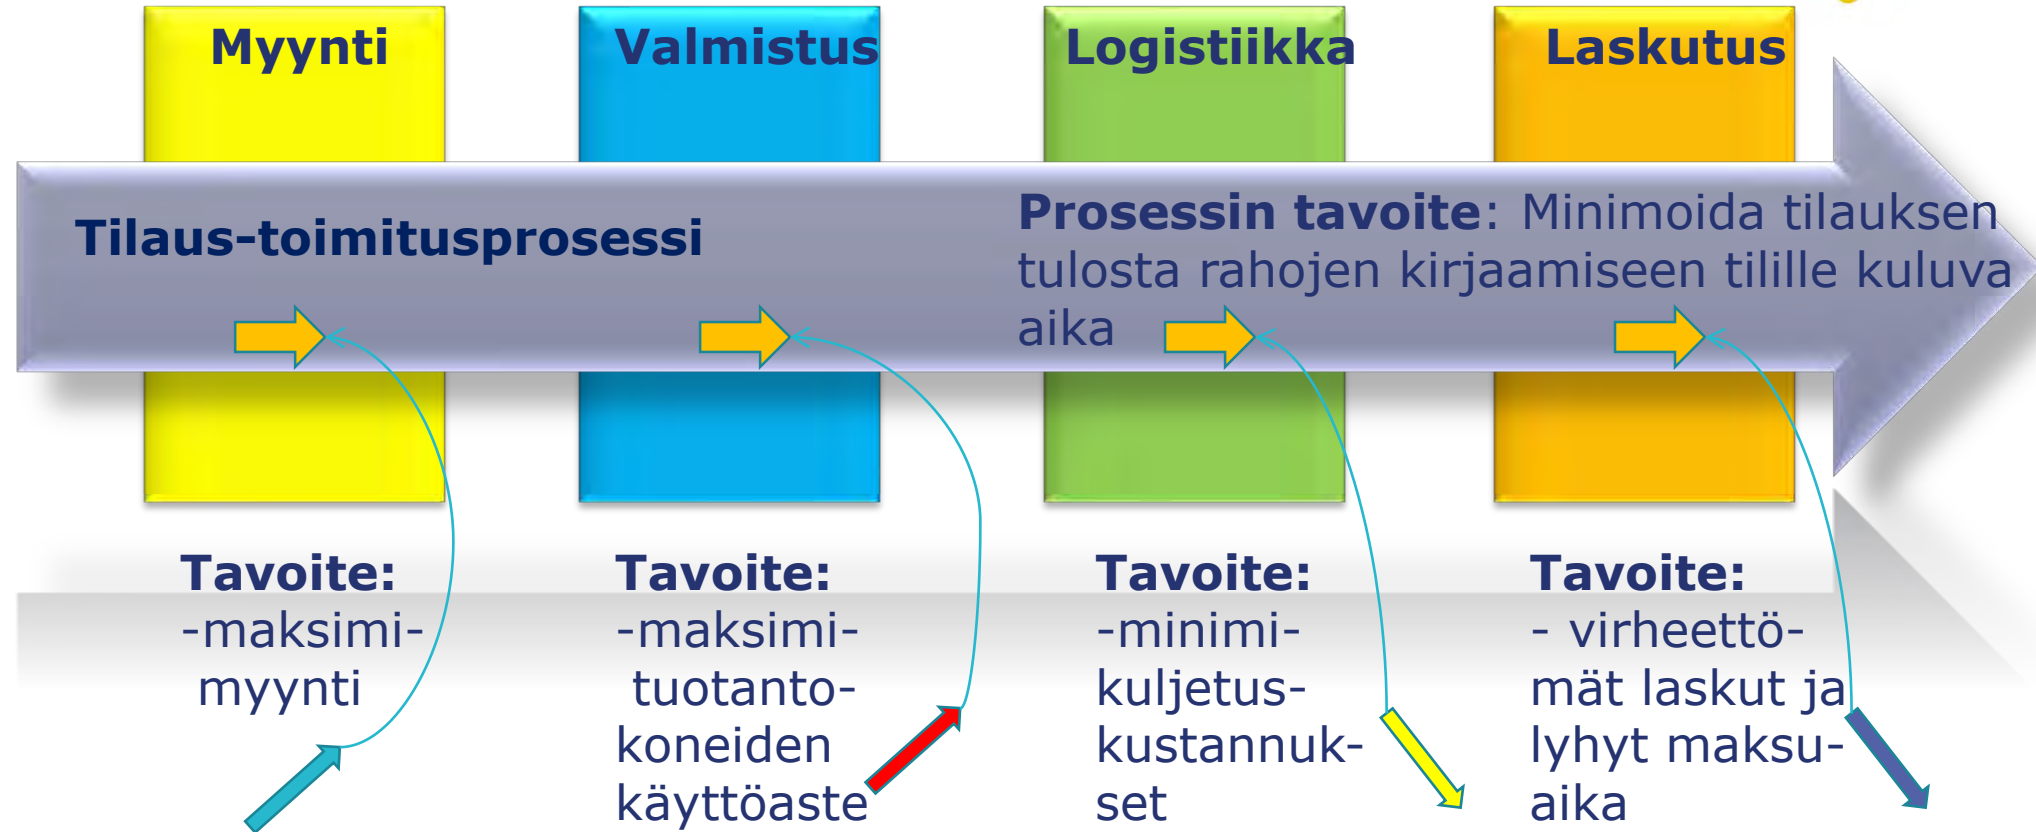 Myynti
Valmistus
Logistiikka
Laskutus
Tilaus-toimitusprosessi
Prosessin tavoite: Minimoida tilauksen
tulosta rahojen kirjaamiseen tilille kuluva
aika
Tavoite:
-maksimi-
myynti
Tavoite:
-maksimi-
tuotanto-
koneiden
käyttöaste
Tavoite:
-minimi-
kuljetus-
kustannuk-
set
Tavoite:
- virheettö-
mät laskut ja
lyhyt maksu-
aika